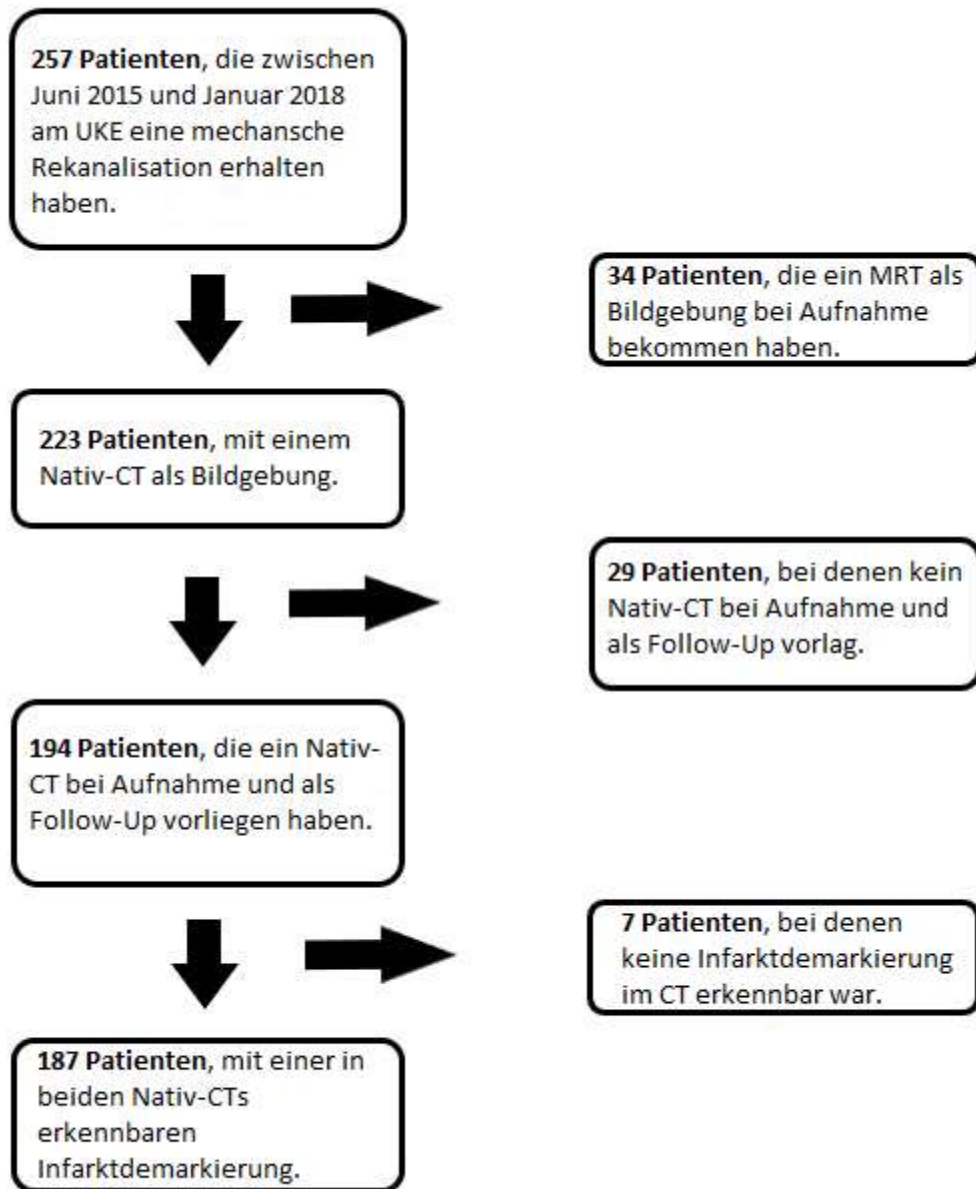 257 Patienten, die zwischen
Juni 2015 und Januar 2018
am UKE eine mechansche
Rekanalisation erhalten
haben.
34 Patienten, die ein MRT als
Bildgebung bei Aufnahme
bekommen haben.
223 Patienten, mit einem
Nativ-CT als Bildgebung.
29 Patienten, bei denen kein
Nativ-CT bei Aufnahme und
als Follow-Up vorlag.
194 Patienten, die ein Nativ-
CT bei Aufnahme und als
Follow-Up vorliegen haben.
7 Patienten, bei denen
keine Infarktdemarkierung
im CT erkennbar war.
187 Patienten, mit einer in
beiden Nativ-CTs
erkennbaren
Infarktdemarkierung.